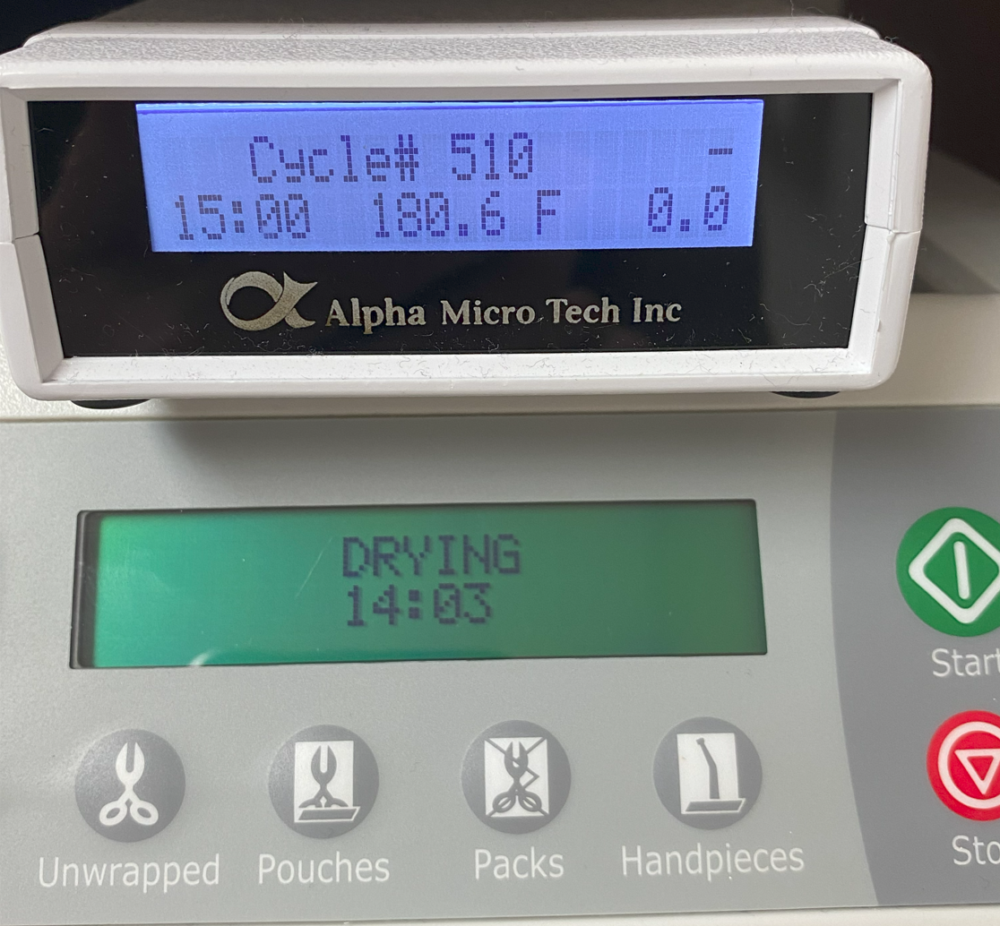 Cycle# 510 -
15:00 180.6 F 0.0
Alpha Micro Tech Inc
DRYING
14:03
Start
Unwrapped Pouches Packs Handpieces